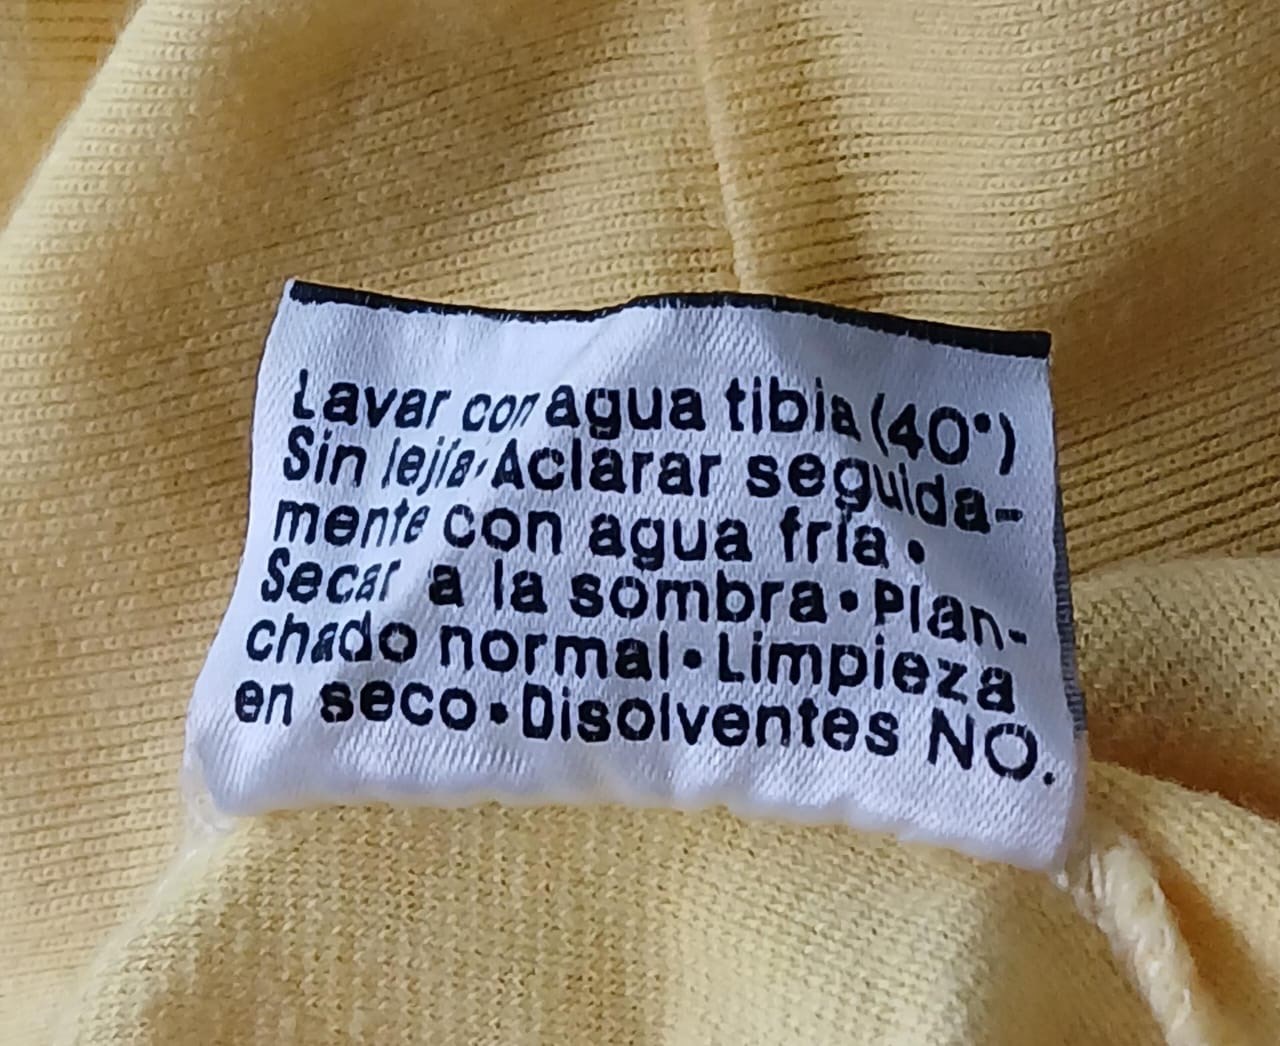 Lavar con agua tibia (40°)
Sin lejía·Aclarar seguida-
mente con agua fría·
Secar a la sombra·Plan-
chado normal·Limpieza
en seco·Disolventes NO.